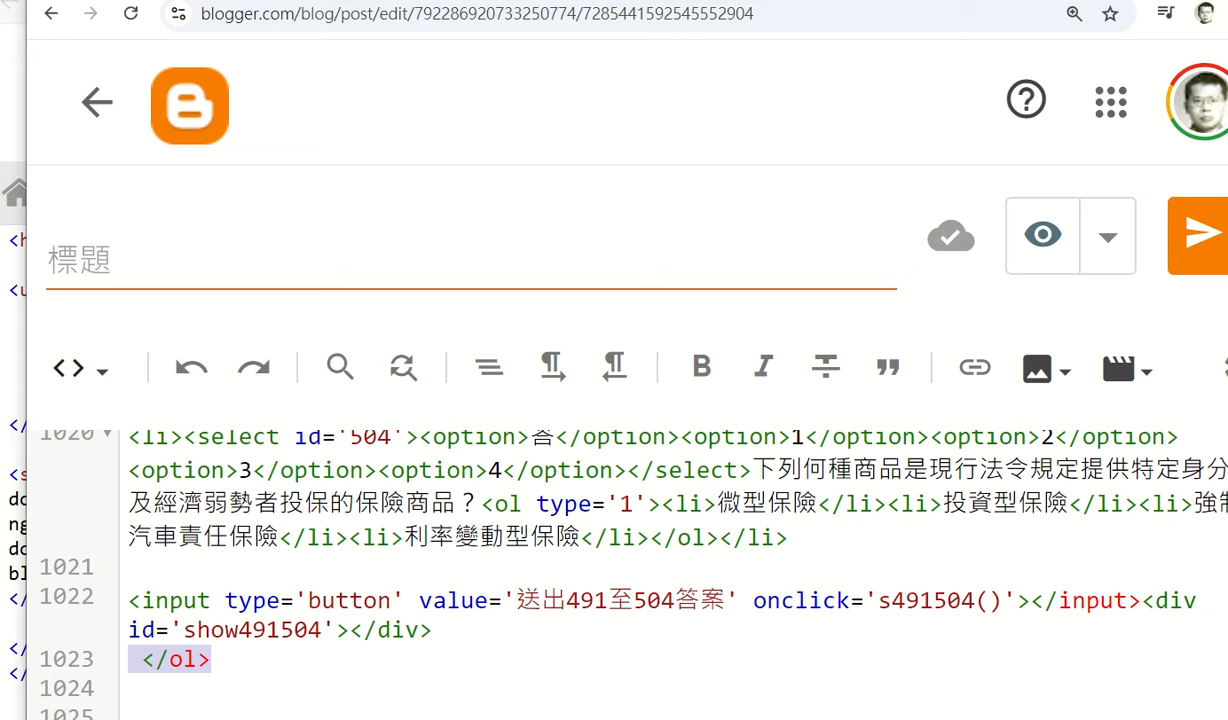 blogger.com/blog/post/edit/792286920733250774/7285441592545552904
標題
B I
1020 <li><select id='504'><option>答</option><option>1</option><option>2</option>
<option>3</option><option>4</option></select>下列何種商品是現行法令規定提供特定身分
及經濟弱勢者投保的保險商品？<ol type='1'><li>微型保險</li><li>投資型保險</li><li>強制
汽車責任保險</li><li>利率變動型保險</li></ol></li>
1021
1022 <input type='button' value='送出491至504答案' onclick='s491504()'></input><div
id='show491504'></div>
1023 </ol>
1024
1025